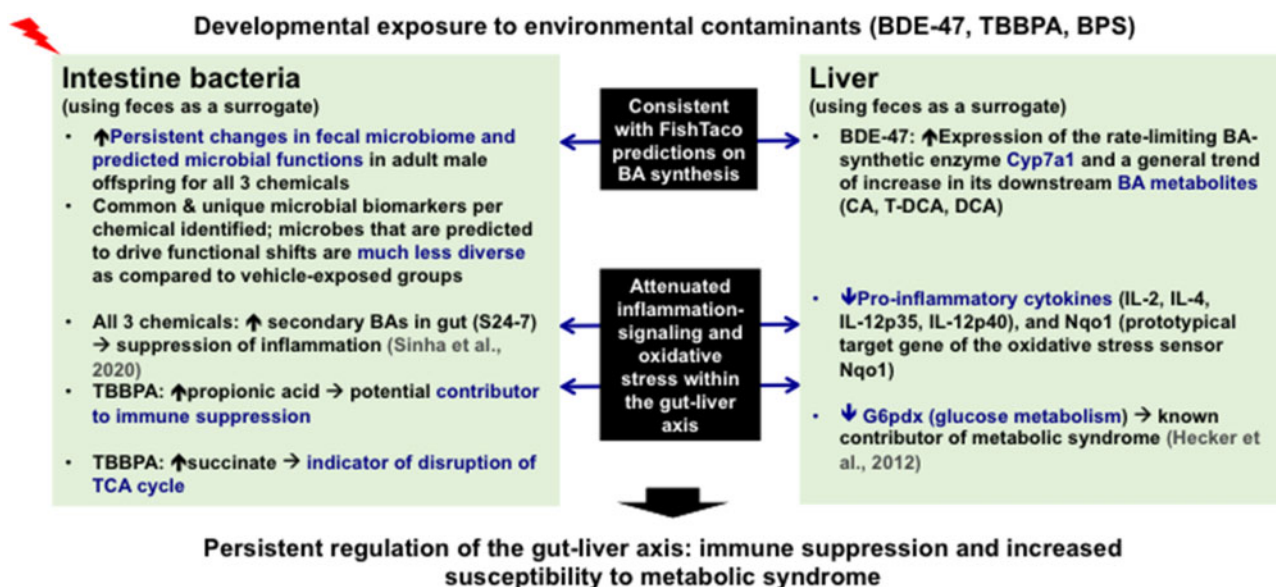 Developmental exposure to environmental contaminants (BDE-47, TBBPA, BPS)
Intestine bacteria
(using feces as a surrogate)
• ↑Persistent changes in fecal microbiome and
predicted microbial functions in adult male
offspring for all 3 chemicals
• Common & unique microbial biomarkers per
chemical identified; microbes that are predicted
to drive functional shifts are much less diverse
as compared to vehicle-exposed groups
• All 3 chemicals: ↑ secondary BAs in gut (S24-7)
→ suppression of inflammation (Sinha et al.,
2020)
• TBBPA: ↑propionic acid → potential contributor
to immune suppression
• TBBPA: ↑succinate → indicator of disruption of
TCA cycle
Consistent
with FishTaco
predictions on
BA synthesis
Attenuated
inflammation-
signaling and
oxidative
stress within
the gut-liver
axis
Liver
(using feces as a surrogate)
• BDE-47: ↑Expression of the rate-limiting BA-
synthetic enzyme Cyp7a1 and a general trend
of increase in its downstream BA metabolites
(CA, T-DCA, DCA)
• ↓Pro-inflammatory cytokines (IL-2, IL-4,
IL-12p35, IL-12p40), and Nqo1 (prototypical
target gene of the oxidative stress sensor
Nqo1)
• ↓ G6pdx (glucose metabolism) → known
contributor of metabolic syndrome (Hecker et
al., 2012)
Persistent regulation of the gut-liver axis: immune suppression and increased
susceptibility to metabolic syndrome